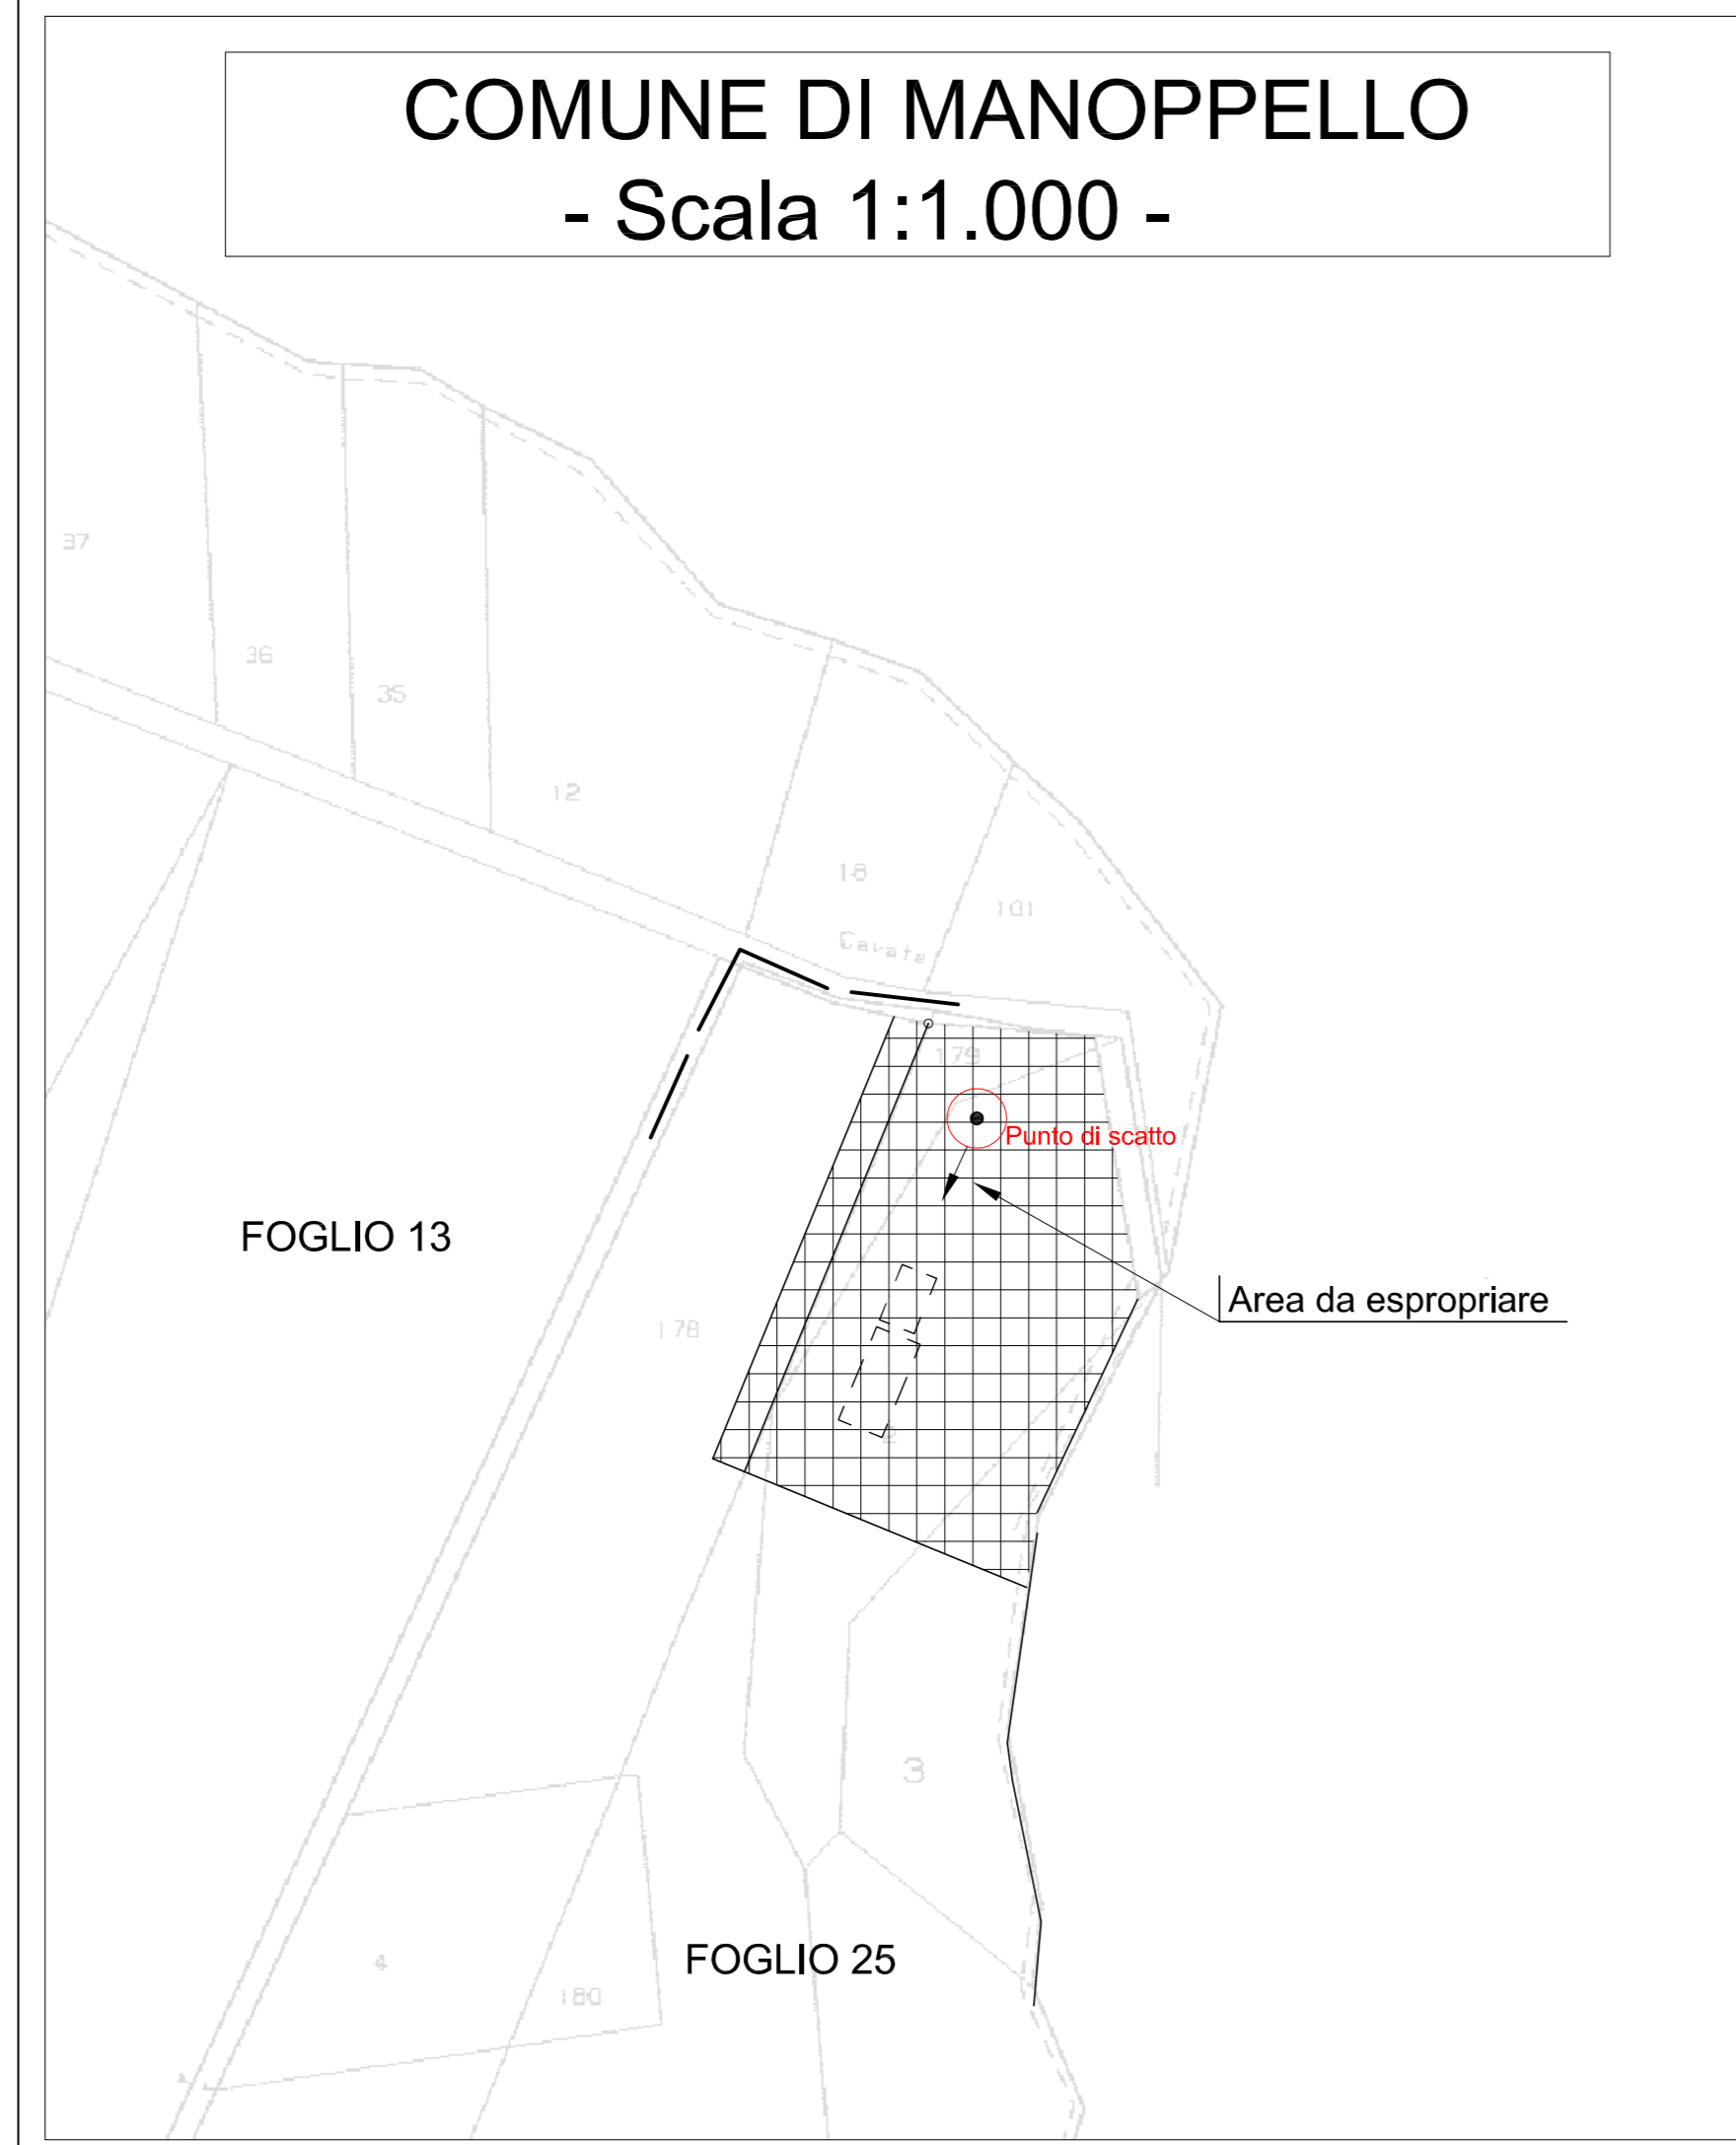 COMUNE DI MANOPPELLO
- Scala 1:1.000 -
37
36
35
12
18
101
Cavate
179
Punto di scatto
FOGLIO 13
Area da espropriare
178
2
3
FOGLIO 25
4
180